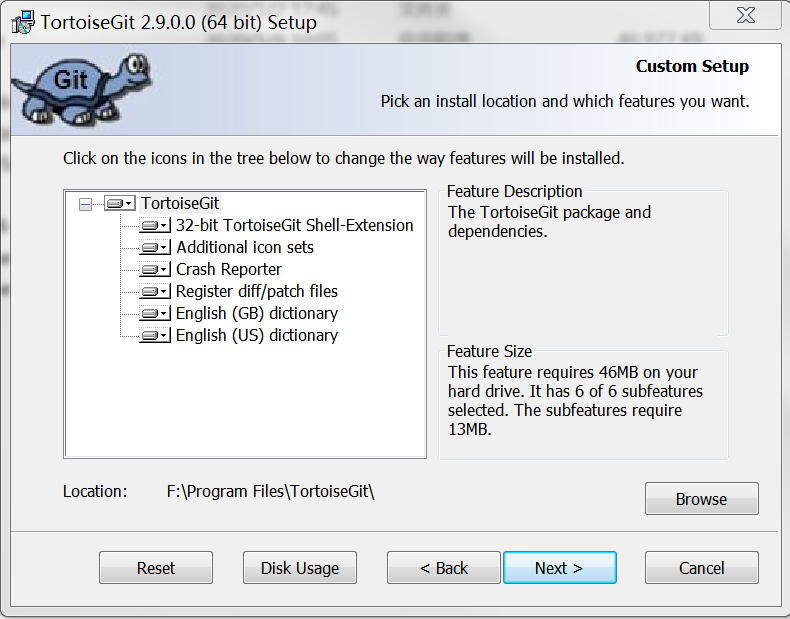 TortoiseGit 2.9.0.0 (64 bit) Setup
Git
Custom Setup
Pick an install location and which features you want.
Click on the icons in the tree below to change the way features will be installed.
TortoiseGit
32-bit TortoiseGit Shell-Extension
Additional icon sets
Crash Reporter
Register diff/patch files
English (GB) dictionary
English (US) dictionary
Feature Description
The TortoiseGit package and
dependencies.
Feature Size
This feature requires 46MB on your
hard drive. It has 6 of 6 subfeatures
selected. The subfeatures require
13MB.
Location: F:\Program Files\TortoiseGit\
Browse
Reset Disk Usage < Back Next > Cancel